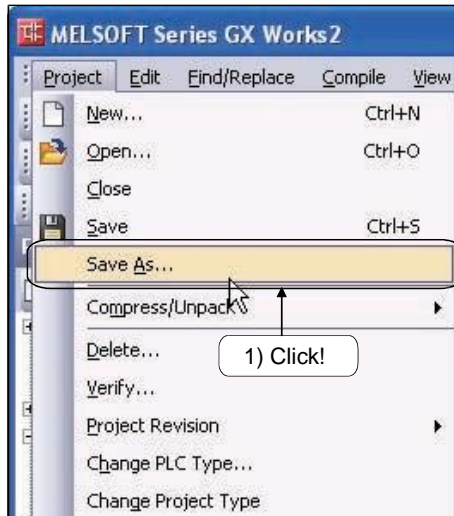 MELSOFT Series GX Works2
Project Edit Find/Replace Compile View
New... Ctrl+N
Open... Ctrl+O
Close
Save Ctrl+S
Save As...
Compress/Unpack
Delete...
1) Click!
Verify...
Project Revision
Change PLC Type...
Change Project Type